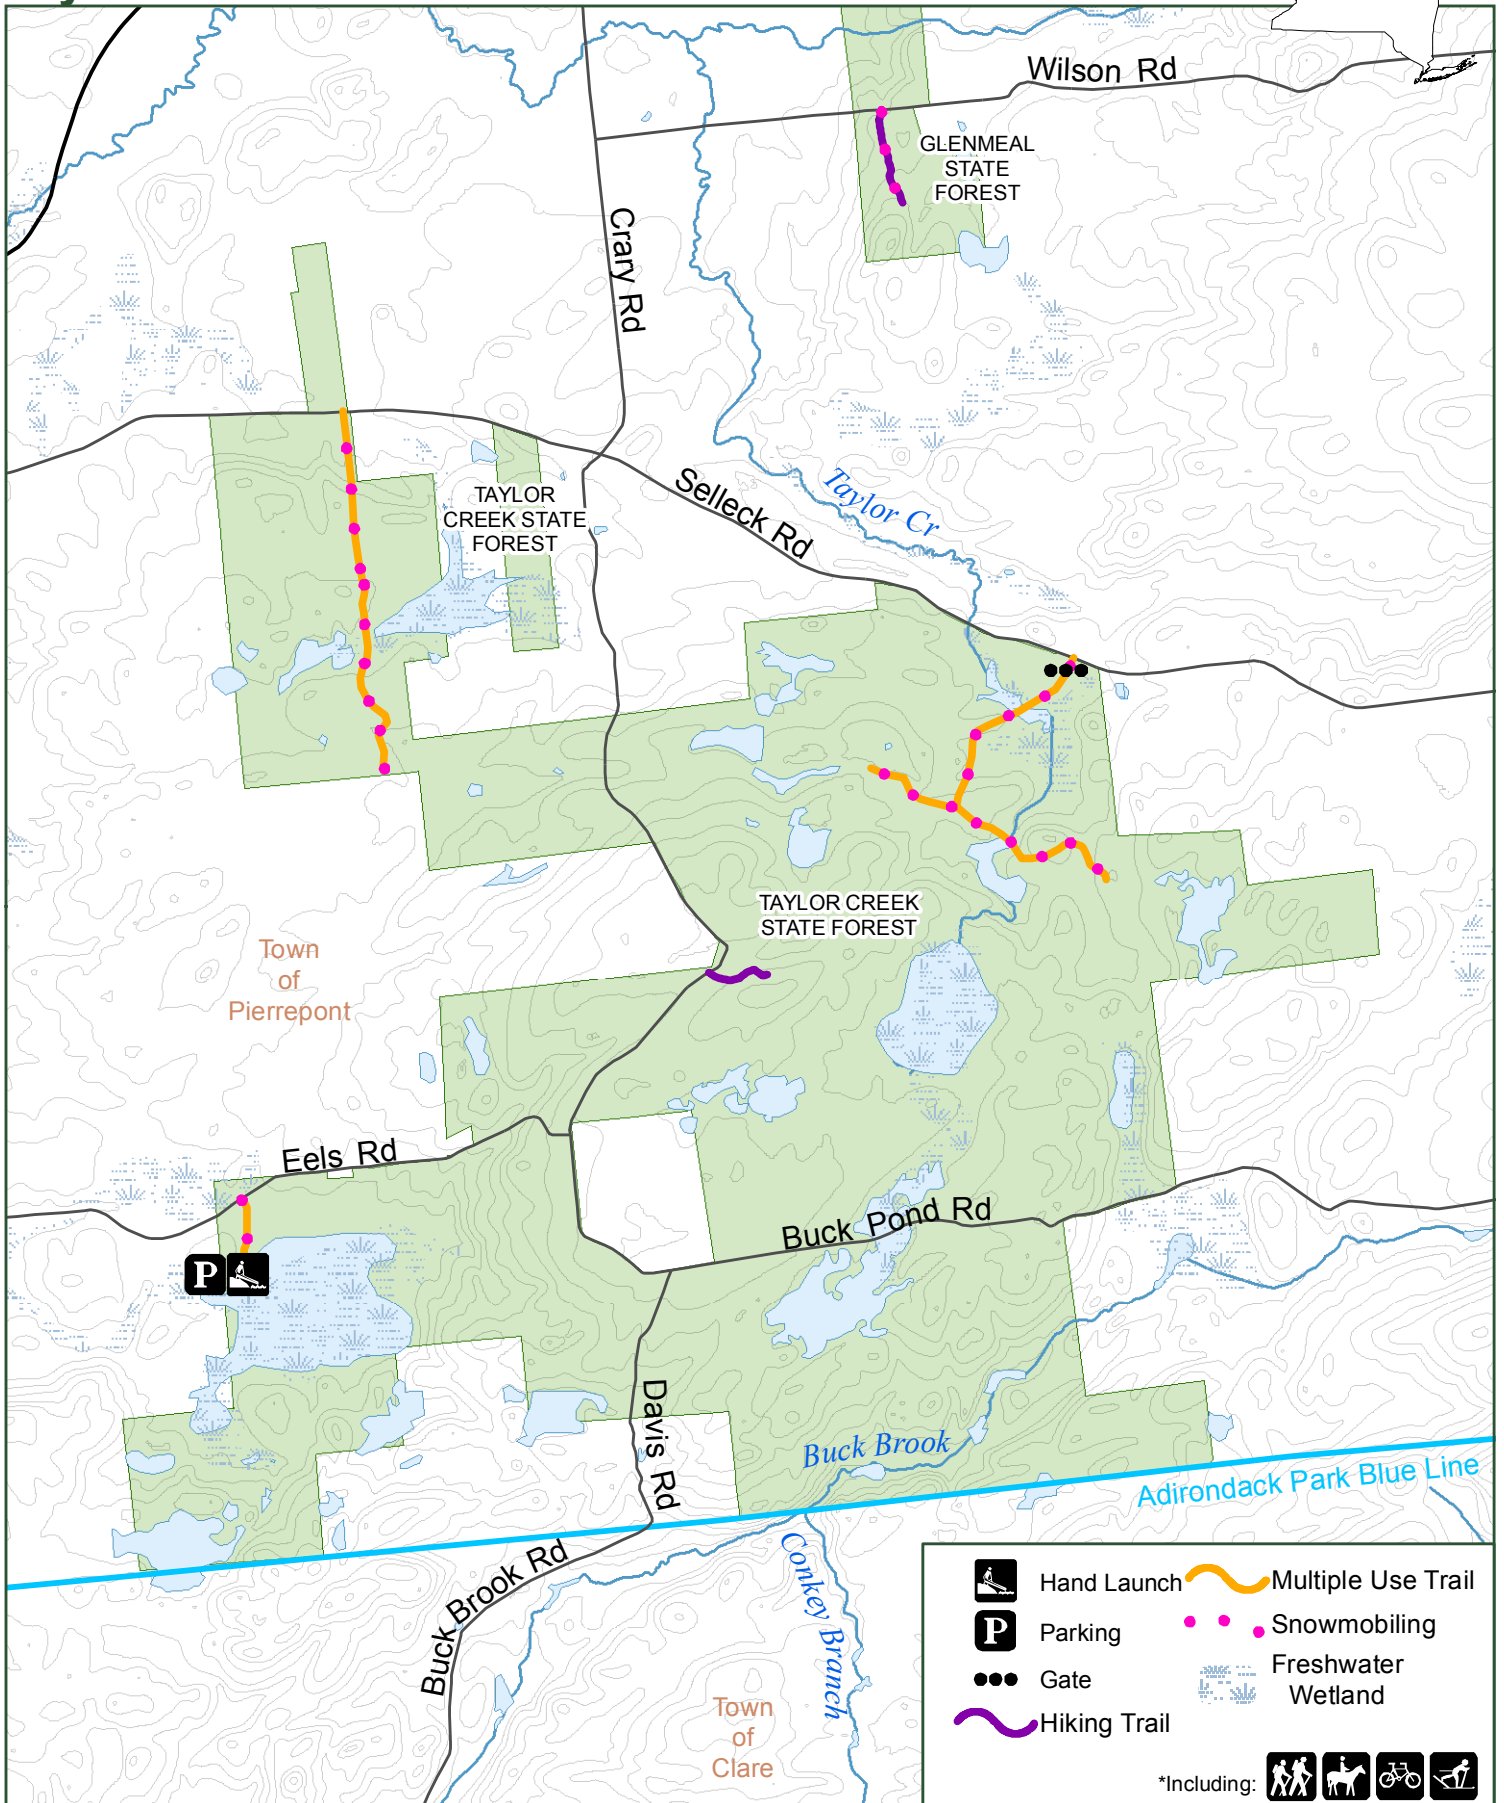 Wilson Rd
GLENMEAL
STATE
FOREST
Crary Rd
TAYLOR
CREEK STATE
FOREST
Selleck Rd
Taylor Cr
TAYLOR CREEK
STATE FOREST
Town
of
Pierrepont
Eels Rd
Buck Pond Rd
P
Davis Rd
Buck Brook
Adirondack Park Blue Line
Buck Brook Rd
Conkey Branch
Town
of
Clare
Hand Launch
Multiple Use Trail
P
Parking
Snowmobiling
Gate
Freshwater
Wetland
Hiking Trail
*Including: